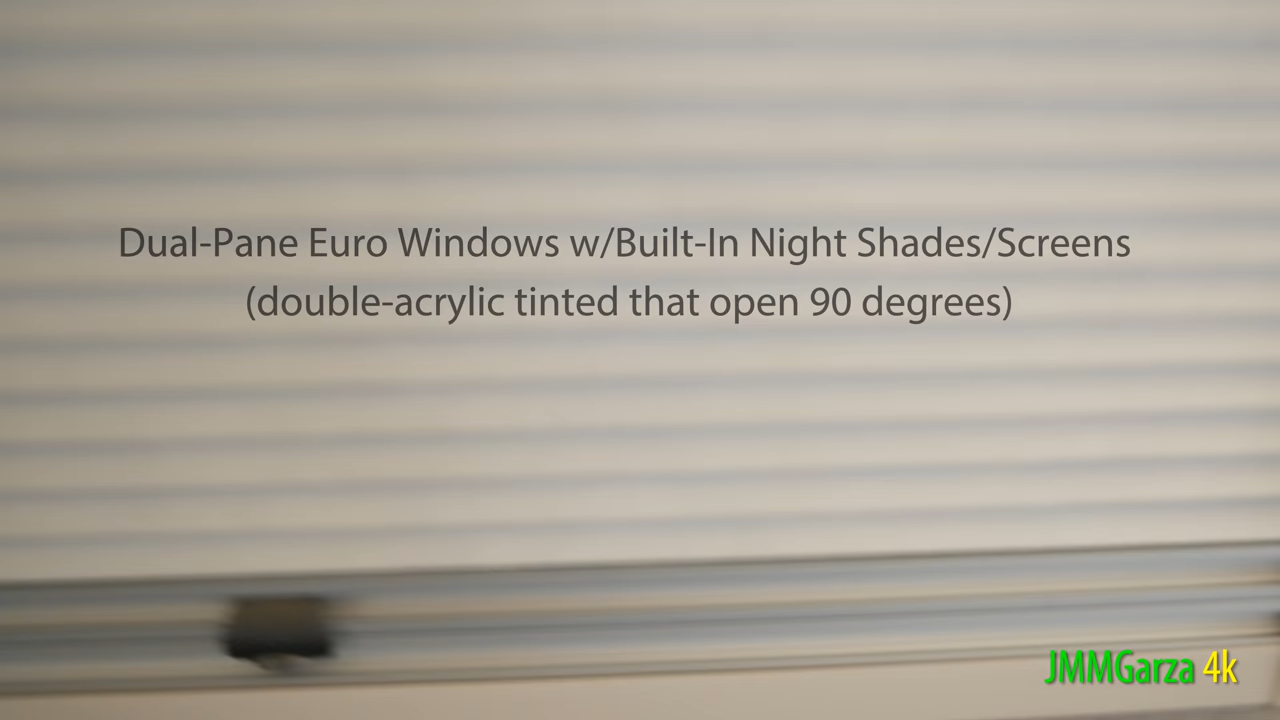 Dual-Pane Euro Windows w/Built-In Night Shades/Screens
(double-acrylic tinted that open 90 degrees)
JMMGarza 4k